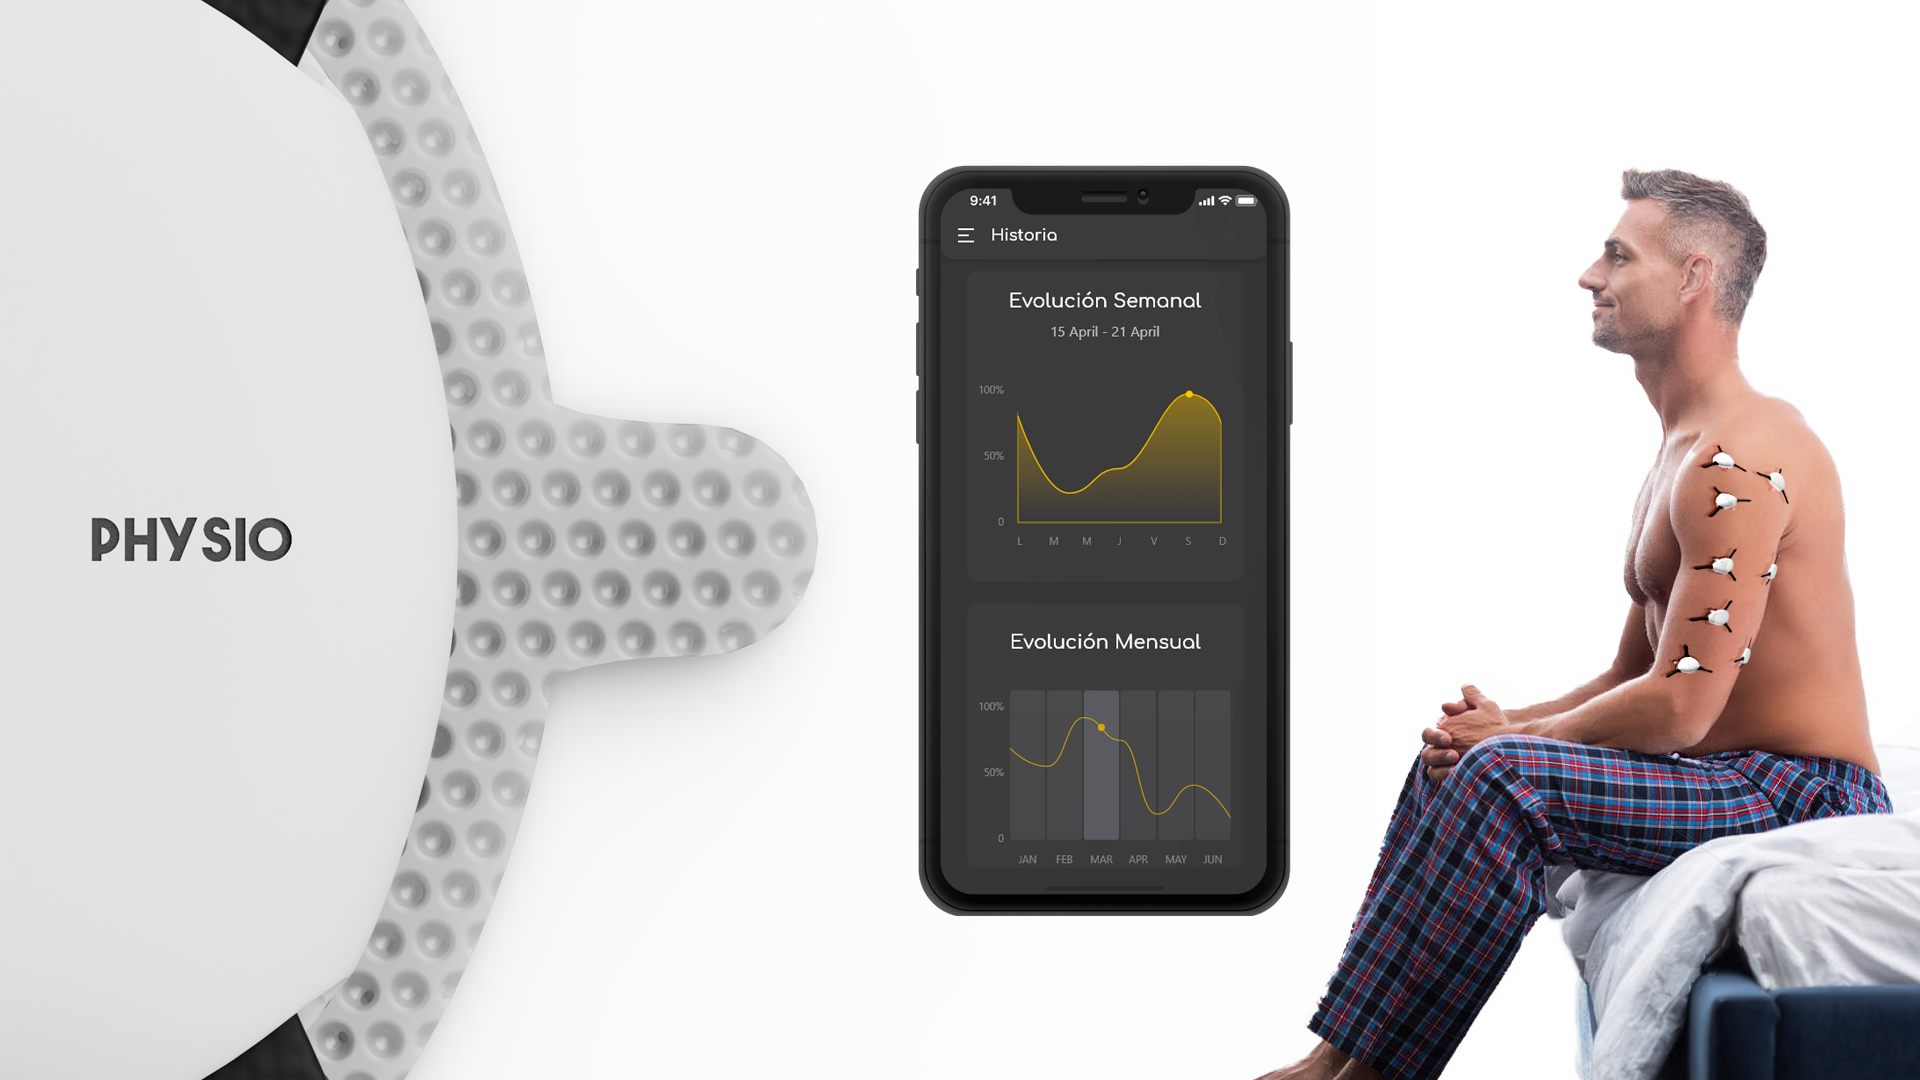 PHYSIO
9:41
Historia
Evolución Semanal
15 April - 21 April
100%
50%
0
L M M J V S D
Evolución Mensual
100%
50%
0
JAN FEB MAR APR MAY JUN